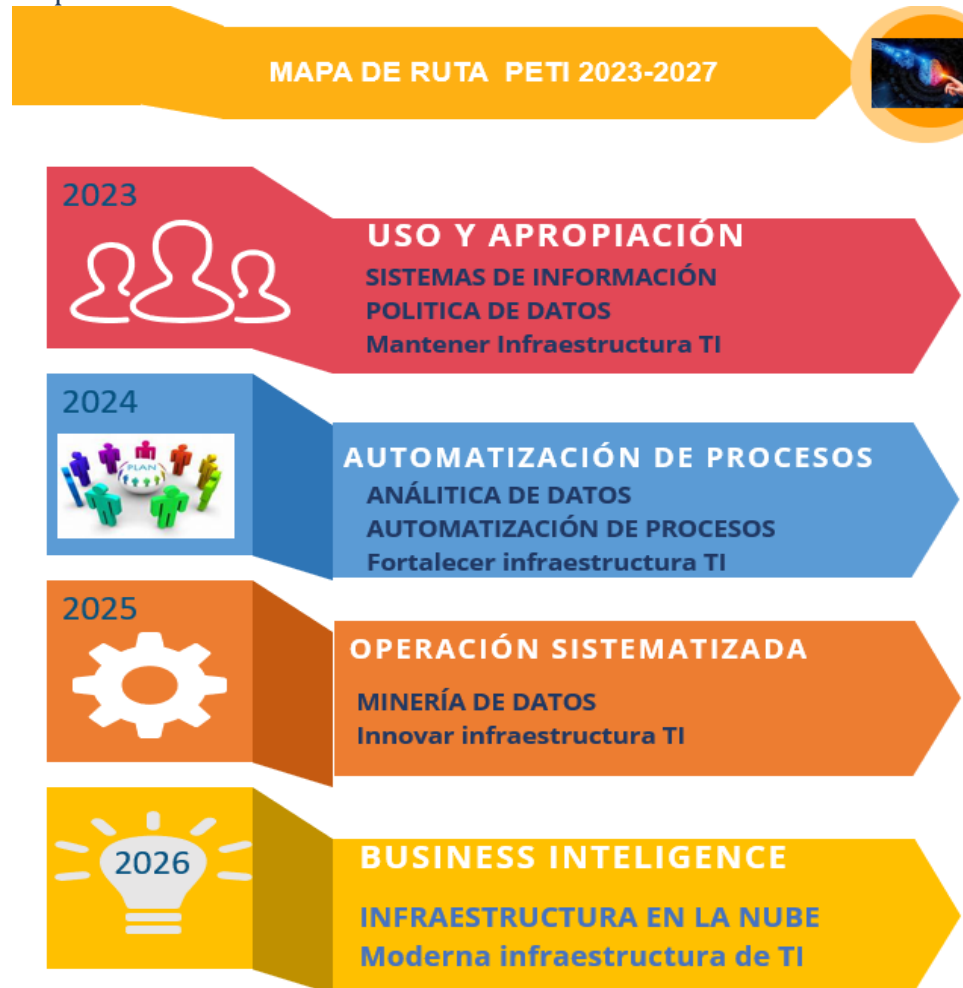 MAPA DE RUTA PETI 2023-2027
2023
USO Y APROPIACIÓN
SISTEMAS DE INFORMACIÓN
POLITICA DE DATOS
Mantener Infraestructura TI
2024
PLAN
AUTOMATIZACIÓN DE PROCESOS
ANÁLITICA DE DATOS
AUTOMATIZACIÓN DE PROCESOS
Fortalecer infraestructura TI
2025
OPERACIÓN SISTEMATIZADA
MINERÍA DE DATOS
Innovar infraestructura TI
2026
BUSINESS INTELIGENCE
INFRAESTRUCTURA EN LA NUBE
Moderna infraestructura de TI